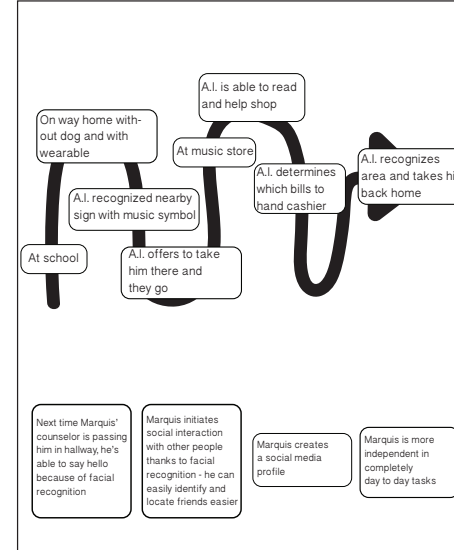 On way home with-
out dog and with
wearable
A.I. is able to read
and help shop
At music store
A.I. determines
which bills to
hand cashier
A.I. recognizes
area and takes hi
back home
A.I. recognized nearby
sign with music symbol
At school
A.I. offers to take
him there and
they go
Next time Marquis'
counselor is passing
him in hallway, he's
able to say hello
because of facial
recognition
Marquis initiates
social interaction
with other people
thanks to facial
recognition - he can
easily identify and
locate friends easier
Marquis creates
a social media
profile
Marquis is more
independent in
completely
day to day tasks